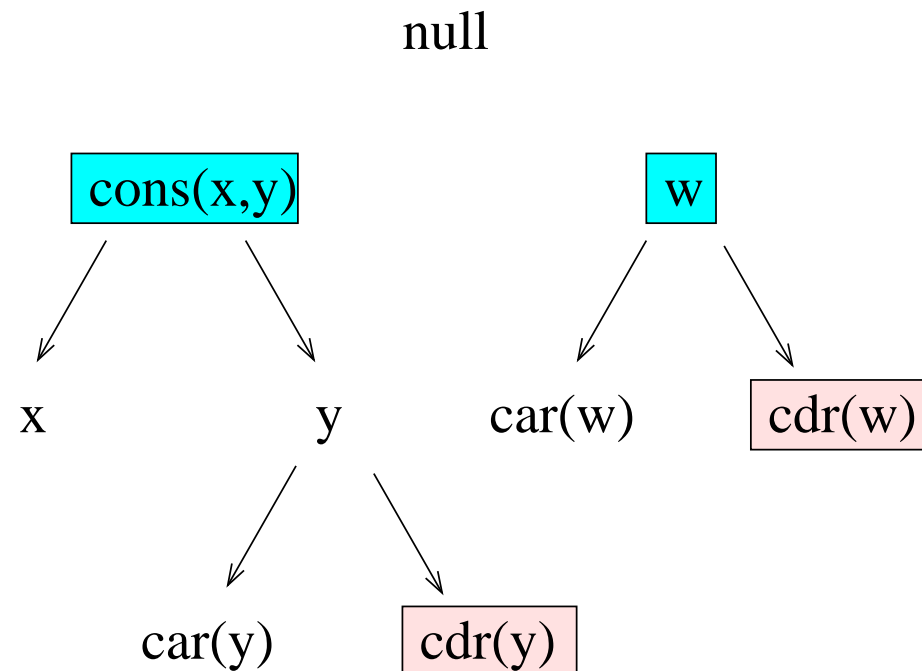 null
cons(x,y) w
x y car(w) cdr(w)
car(y) cdr(y)